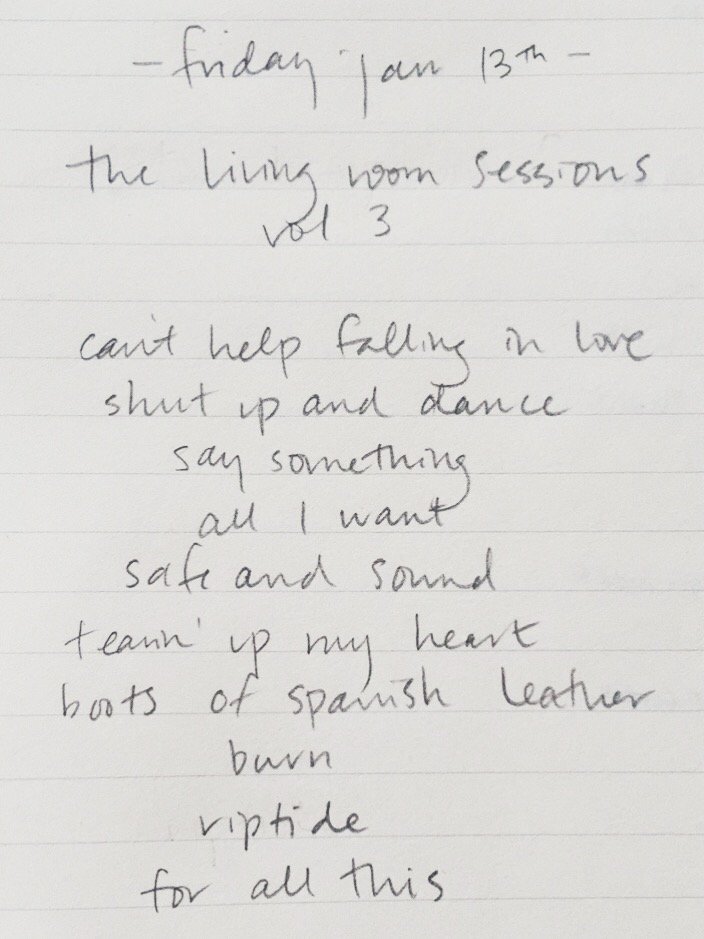 - friday jan 13th -
the living room sessions
vol 3
can't help falling in love
shut up and dance
say something
all I want
safe and sound
tearin' up my heart
boots of spanish leather
burn
riptide
for all this